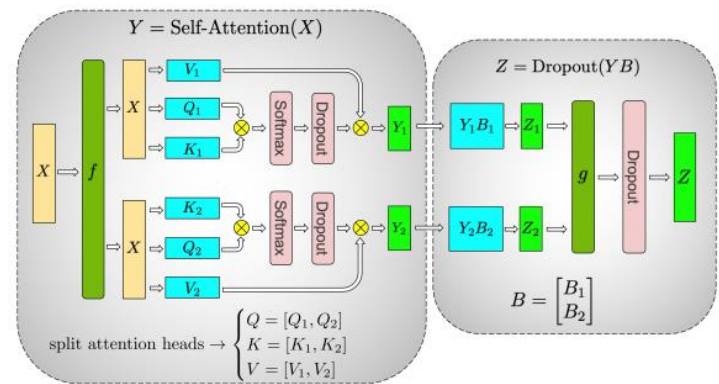 Y = Self-Attention(X)
X
f
X
V₁
Q₁
K₁
Softmax
Dropout
Y₁
X
K₂
Q₂
V₂
Softmax
Dropout
Y₂
split attention heads → { Q = [Q₁, Q₂]
K = [K₁, K₂]
V = [V₁, V₂]
Z = Dropout(YB)
Y₁B₁
Z₁
Y₂B₂
Z₂
g
Dropout
Z
B = [B₁
B₂]